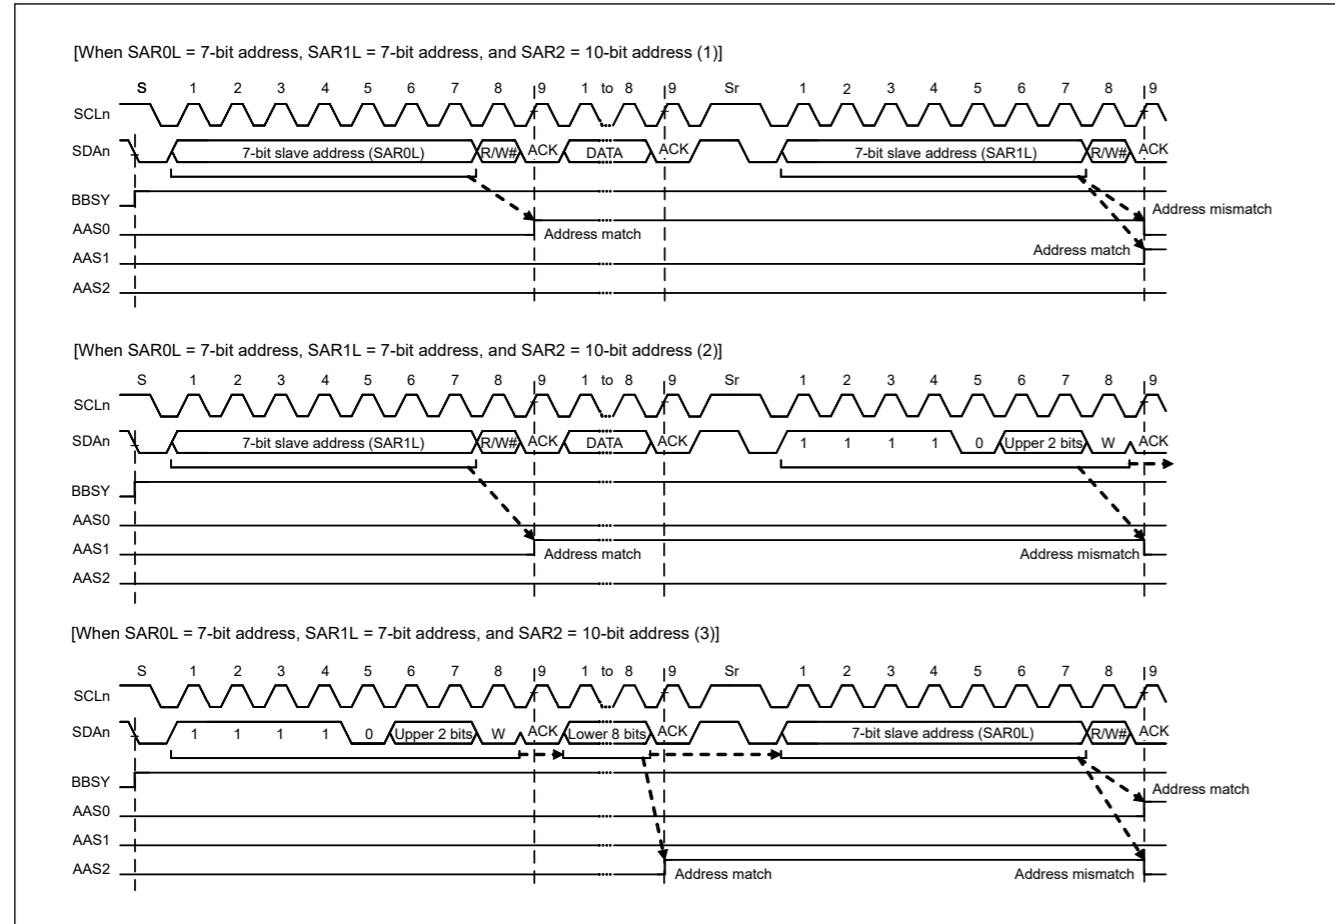 [When SAR0L = 7-bit address, SAR1L = 7-bit address, and SAR2 = 10-bit address (1)]
S 1 2 3 4 5 6 7 8 9 1 to 8 9 Sr 1 2 3 4 5 6 7 8 9
SCLn
SDAn 7-bit slave address (SAR0L) R/W# ACK DATA ACK 7-bit slave address (SAR1L) R/W# ACK
BBSY
Address mismatch
AAS0 Address match
Address match
AAS1
AAS2
[When SAR0L = 7-bit address, SAR1L = 7-bit address, and SAR2 = 10-bit address (2)]
S 1 2 3 4 5 6 7 8 9 1 to 8 9 Sr 1 2 3 4 5 6 7 8 9
SCLn
SDAn 7-bit slave address (SAR1L) R/W# ACK DATA ACK 1 1 1 1 0 Upper 2 bits W ACK
BBSY
AAS0
AAS1 Address match Address mismatch
AAS2
[When SAR0L = 7-bit address, SAR1L = 7-bit address, and SAR2 = 10-bit address (3)]
S 1 2 3 4 5 6 7 8 9 1 to 8 9 Sr 1 2 3 4 5 6 7 8 9
SCLn
SDAn 1 1 1 1 0 Upper 2 bits W ACK Lower 8 bits ACK 7-bit slave address (SAR0L) R/W# ACK
BBSY
Address match
AAS0
AAS1
AAS2 Address match Address mismatch